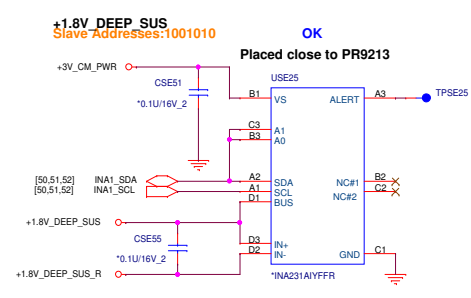 +1.8V_DEEP_SUS
Slave Addresses:1001010
OK
Placed close to PR9213
+3V_CM_PWR
CSE51
*0.1U/16V_2
USE25
B1
VS
ALERT
A3
TPSE25
C3
A1
B3
A0
[50,51,52]
INA1_SDA
A2
SDA
NC#1
B2
[50,51,52]
INA1_SCL
A1
SCL
NC#2
C2
D1
BUS
+1.8V_DEEP_SUS
CSE55
*0.1U/16V_2
D3
IN+
D2
IN-
GND
C1
+1.8V_DEEP_SUS_R
*INA231AIYFFR